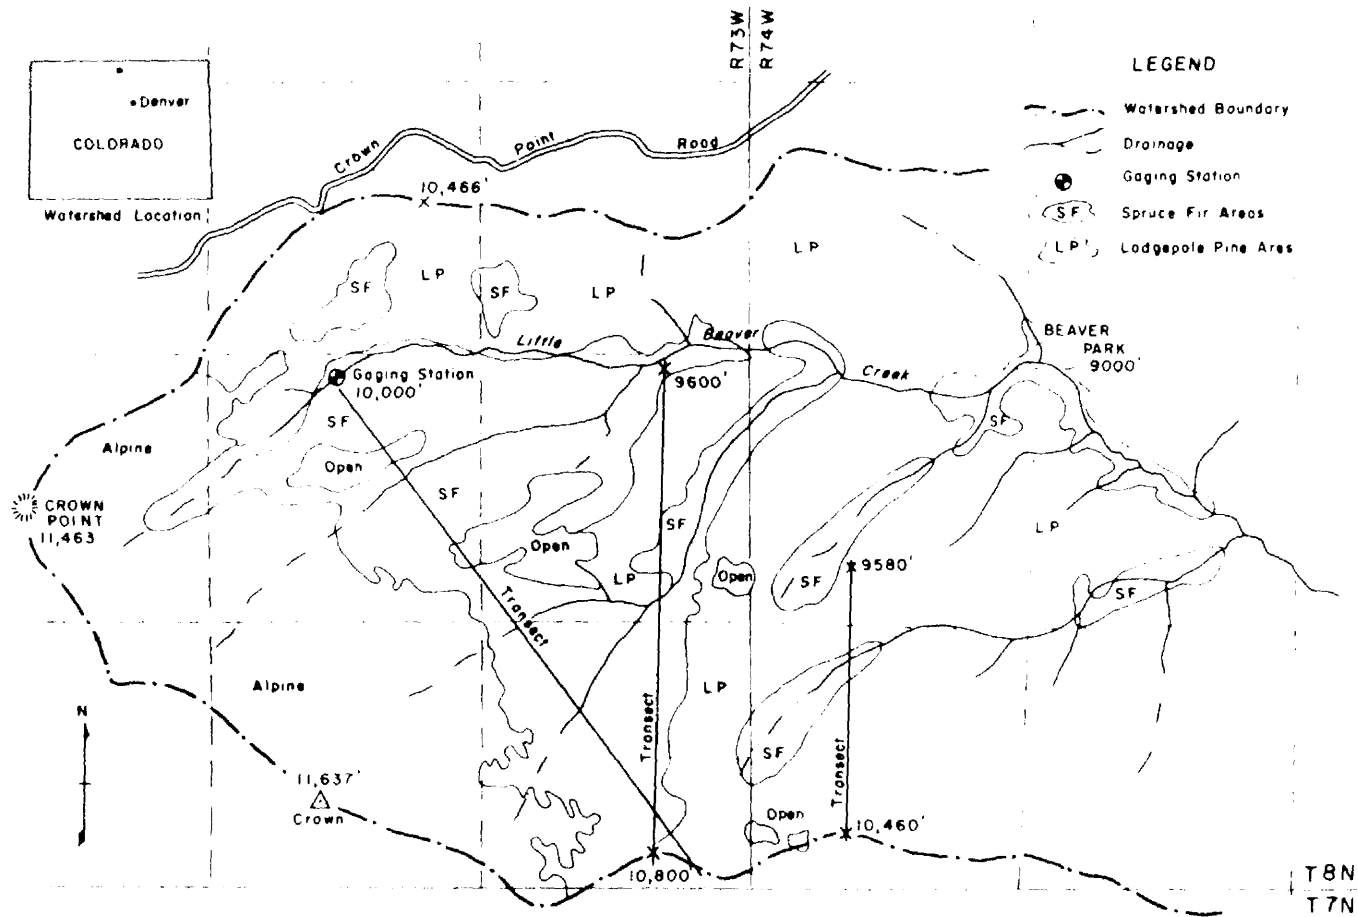 R73W
R74W
LEGEND
Watershed Boundary
Drainage
Gaging Station
SF Spruce Fir Areas
LP Lodgepole Pine Area
Denver
COLORADO
Watershed Location
Crown Point Road
10,466'
LP
LP
SF
SF
LP
Little Beaver Creek
BEAVER
PARK
9000'
Gaging Station
10,000'
9600'
SF
SF
Alpine
Open
SF
CROWN
POINT
11,463
SF
LP
Open
LP
Open
SF
9580'
SF
Transect
Alpine
LP
Transect
N
SF
Transect
11,637'
Crown
Open
10,460'
10,800'
T8N
T7N